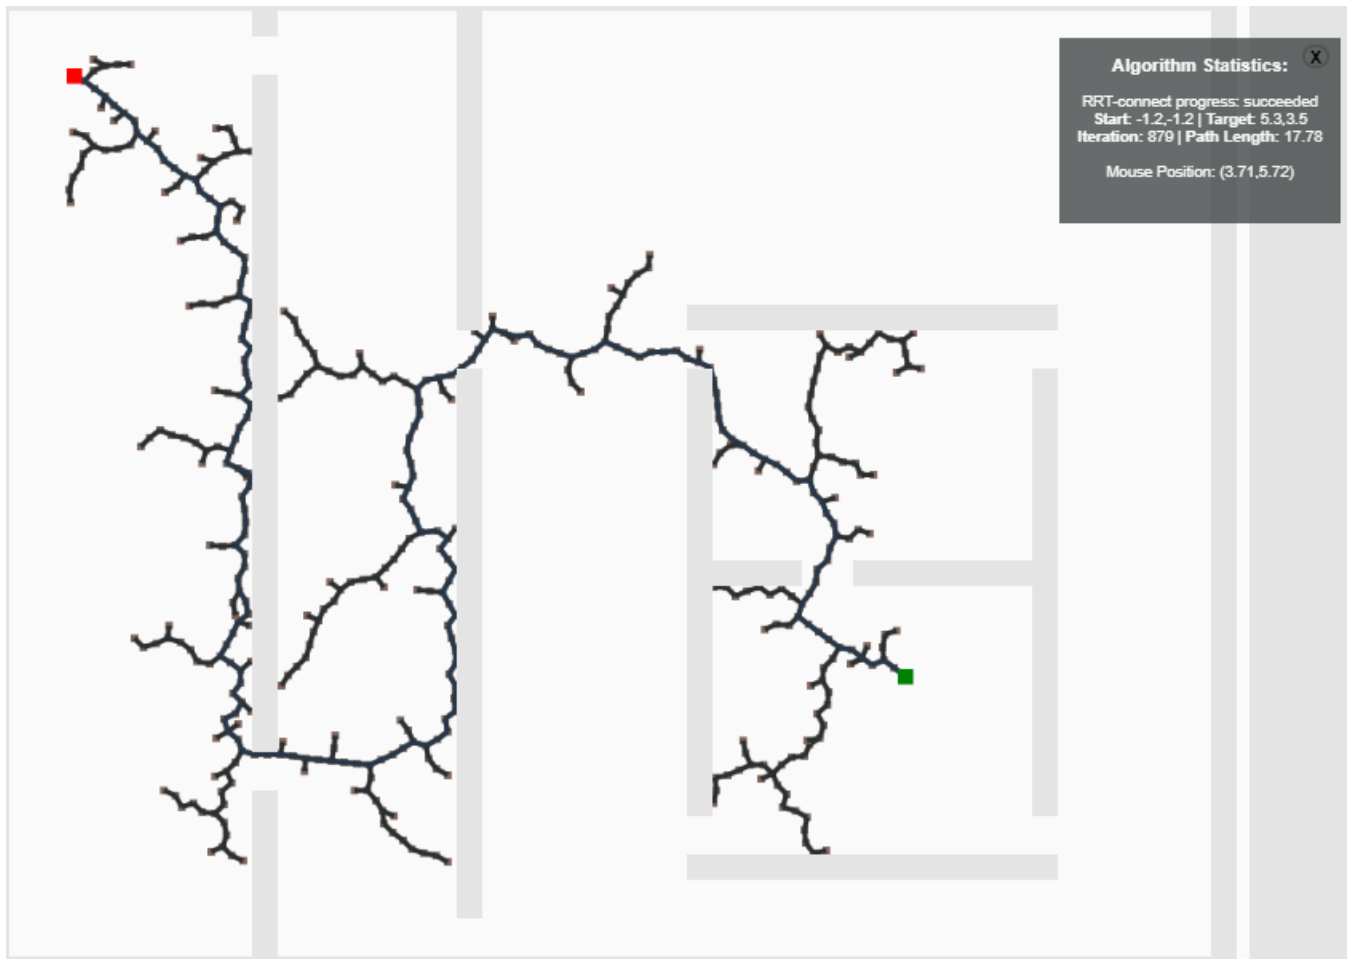 X
Algorithm Statistics:
RRT-connect progress: succeeded
Start: -1.2,-1.2 | Target: 5.3,3.5
Iteration: 879 | Path Length: 17.78
Mouse Position: (3.71,5.72)